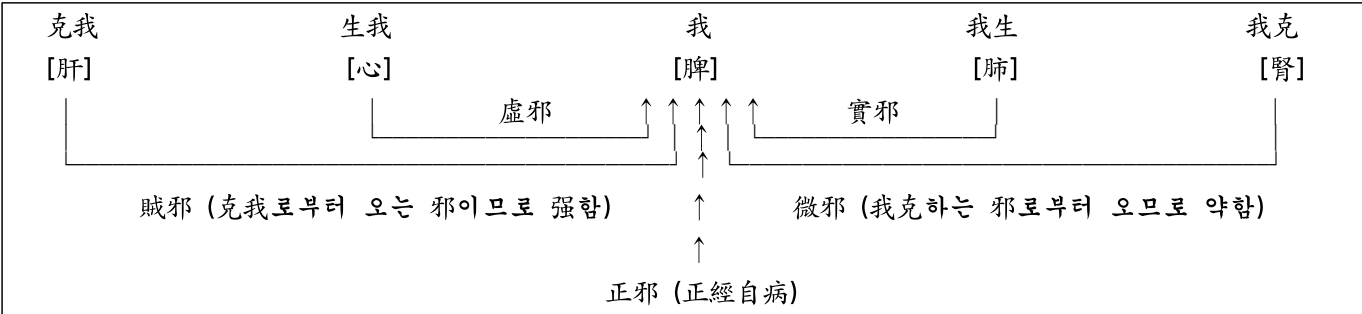 克我 生我 我 我生 我克
[肝] [心] [脾] [肺] [腎]
虛邪 實邪
賊邪 (克我로부터 오는 邪이므로 强함) 微邪 (我克하는 邪로부터 오므로 약함)
正邪 (正經自病)